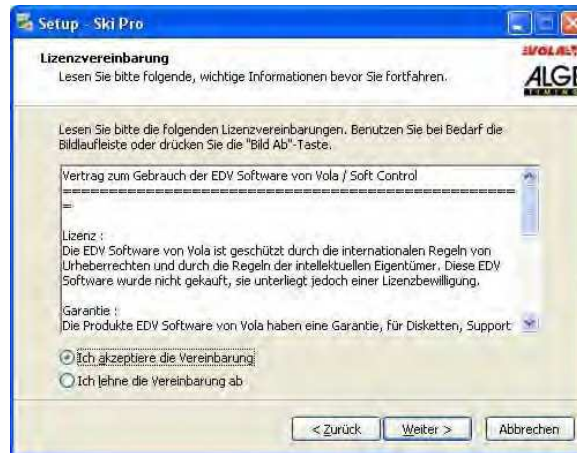 Setup - Ski Pro
Lizenzvereinbarung
Lesen Sie bitte folgende, wichtige Informationen bevor Sie fortfahren.
VOLA
ALGE
TIMING
Lesen Sie bitte die folgenden Lizenzvereinbarungen. Benutzen Sie bei Bedarf die
Bildlaufleiste oder drücken Sie die "Bild Ab"-Taste.
Vertrag zum Gebrauch der EDV Software von Vola / Soft Control
=================================================
=
Lizenz :
Die EDV Software von Vola ist geschützt durch die internationalen Regeln von
Urheberrechten und durch die Regeln der intellektuellen Eigentümer. Diese EDV
Software wurde nicht gekauft, sie unterliegt jedoch einer Lizenzbewilligung.
Garantie :
Die Produkte EDV Software von Vola haben eine Garantie, für Disketten, Support
Ich akzeptiere die Vereinbarung
Ich lehne die Vereinbarung ab
< Zurück
Weiter >
Abbrechen